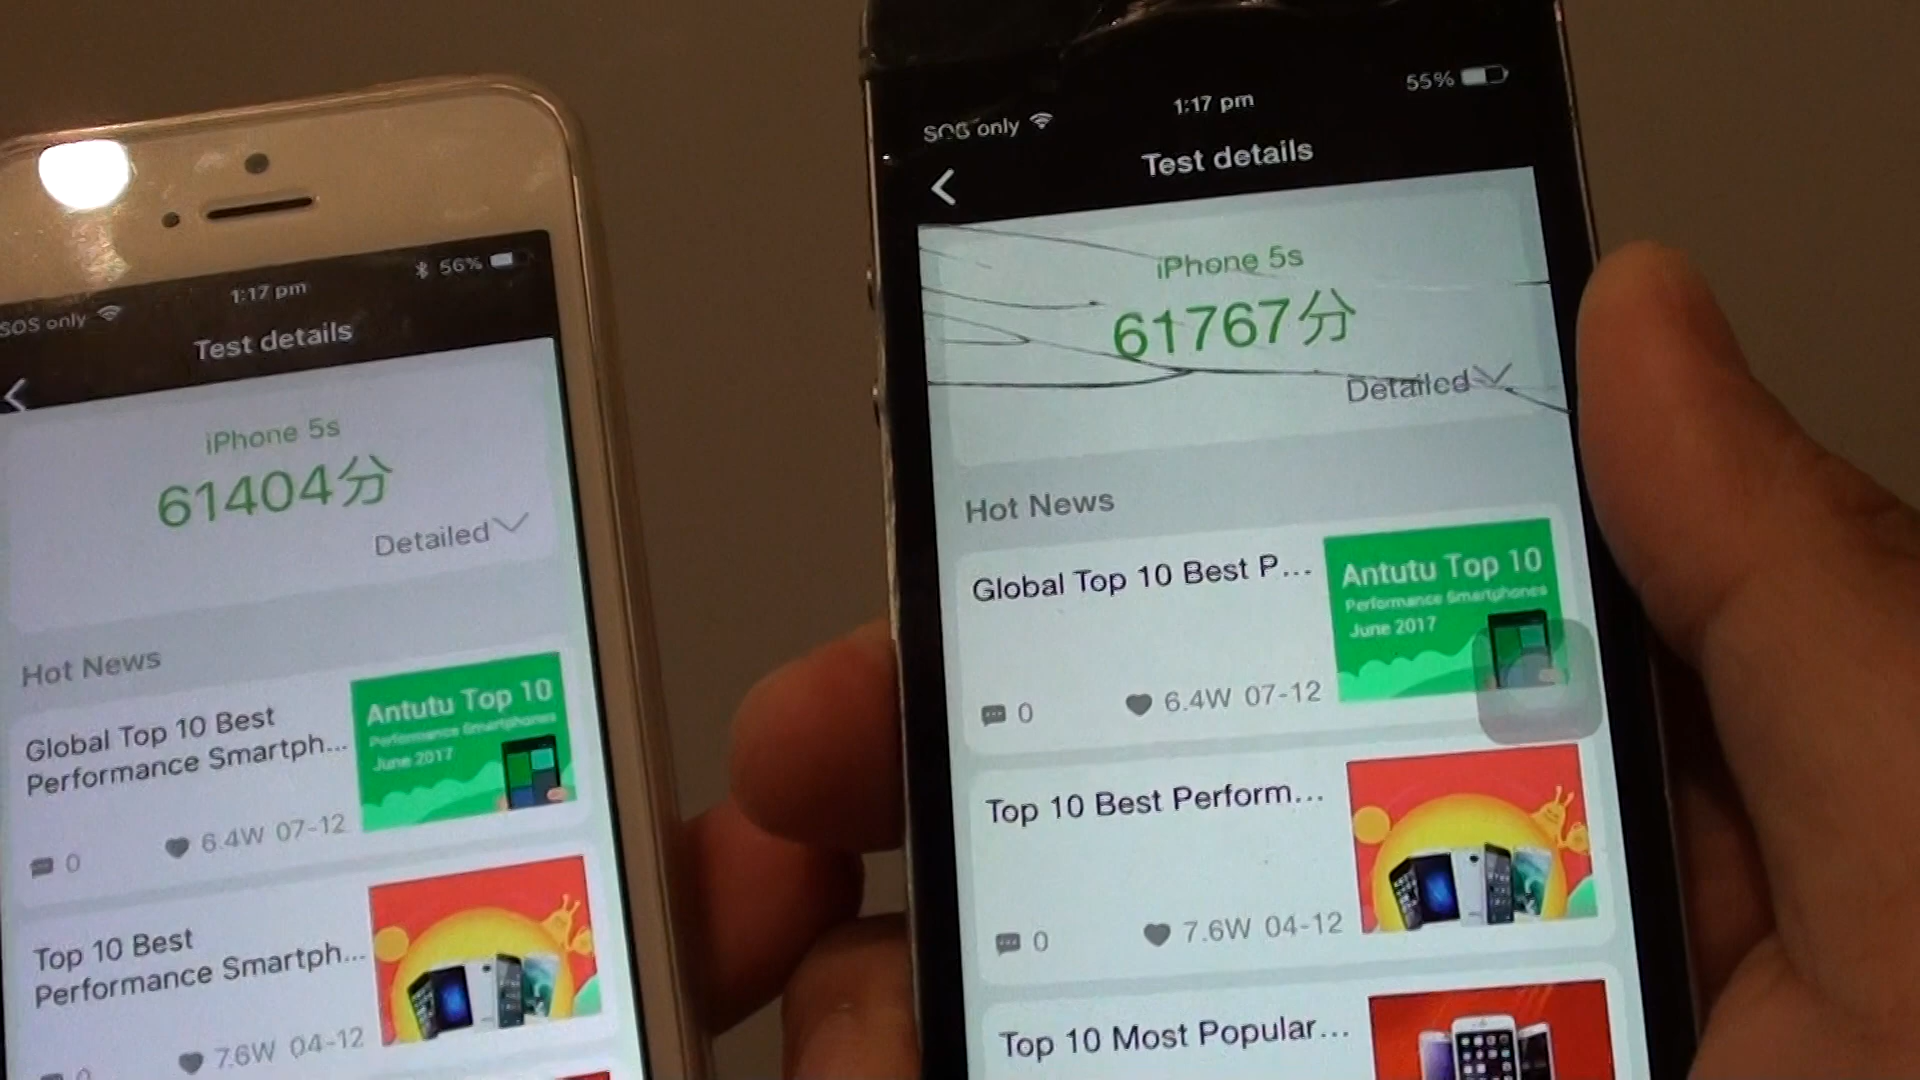 SOS only
1:17 pm
56%
Test details
iPhone 5s
61404分
Detailed
Hot News
Global Top 10 Best
Performance Smartph...
0
6.4W 07-12
Antutu Top 10
Performance Smartphones
June 2017
Top 10 Best
Performance Smartph...
0
7.6W 04-12
SOS only
1:17 pm
55%
Test details
iPhone 5s
61767分
Detailed
Hot News
Global Top 10 Best P...
0
6.4W 07-12
Antutu Top 10
Performance Smartphones
June 2017
Top 10 Best Perform...
0
7.6W 04-12
Top 10 Most Popular...